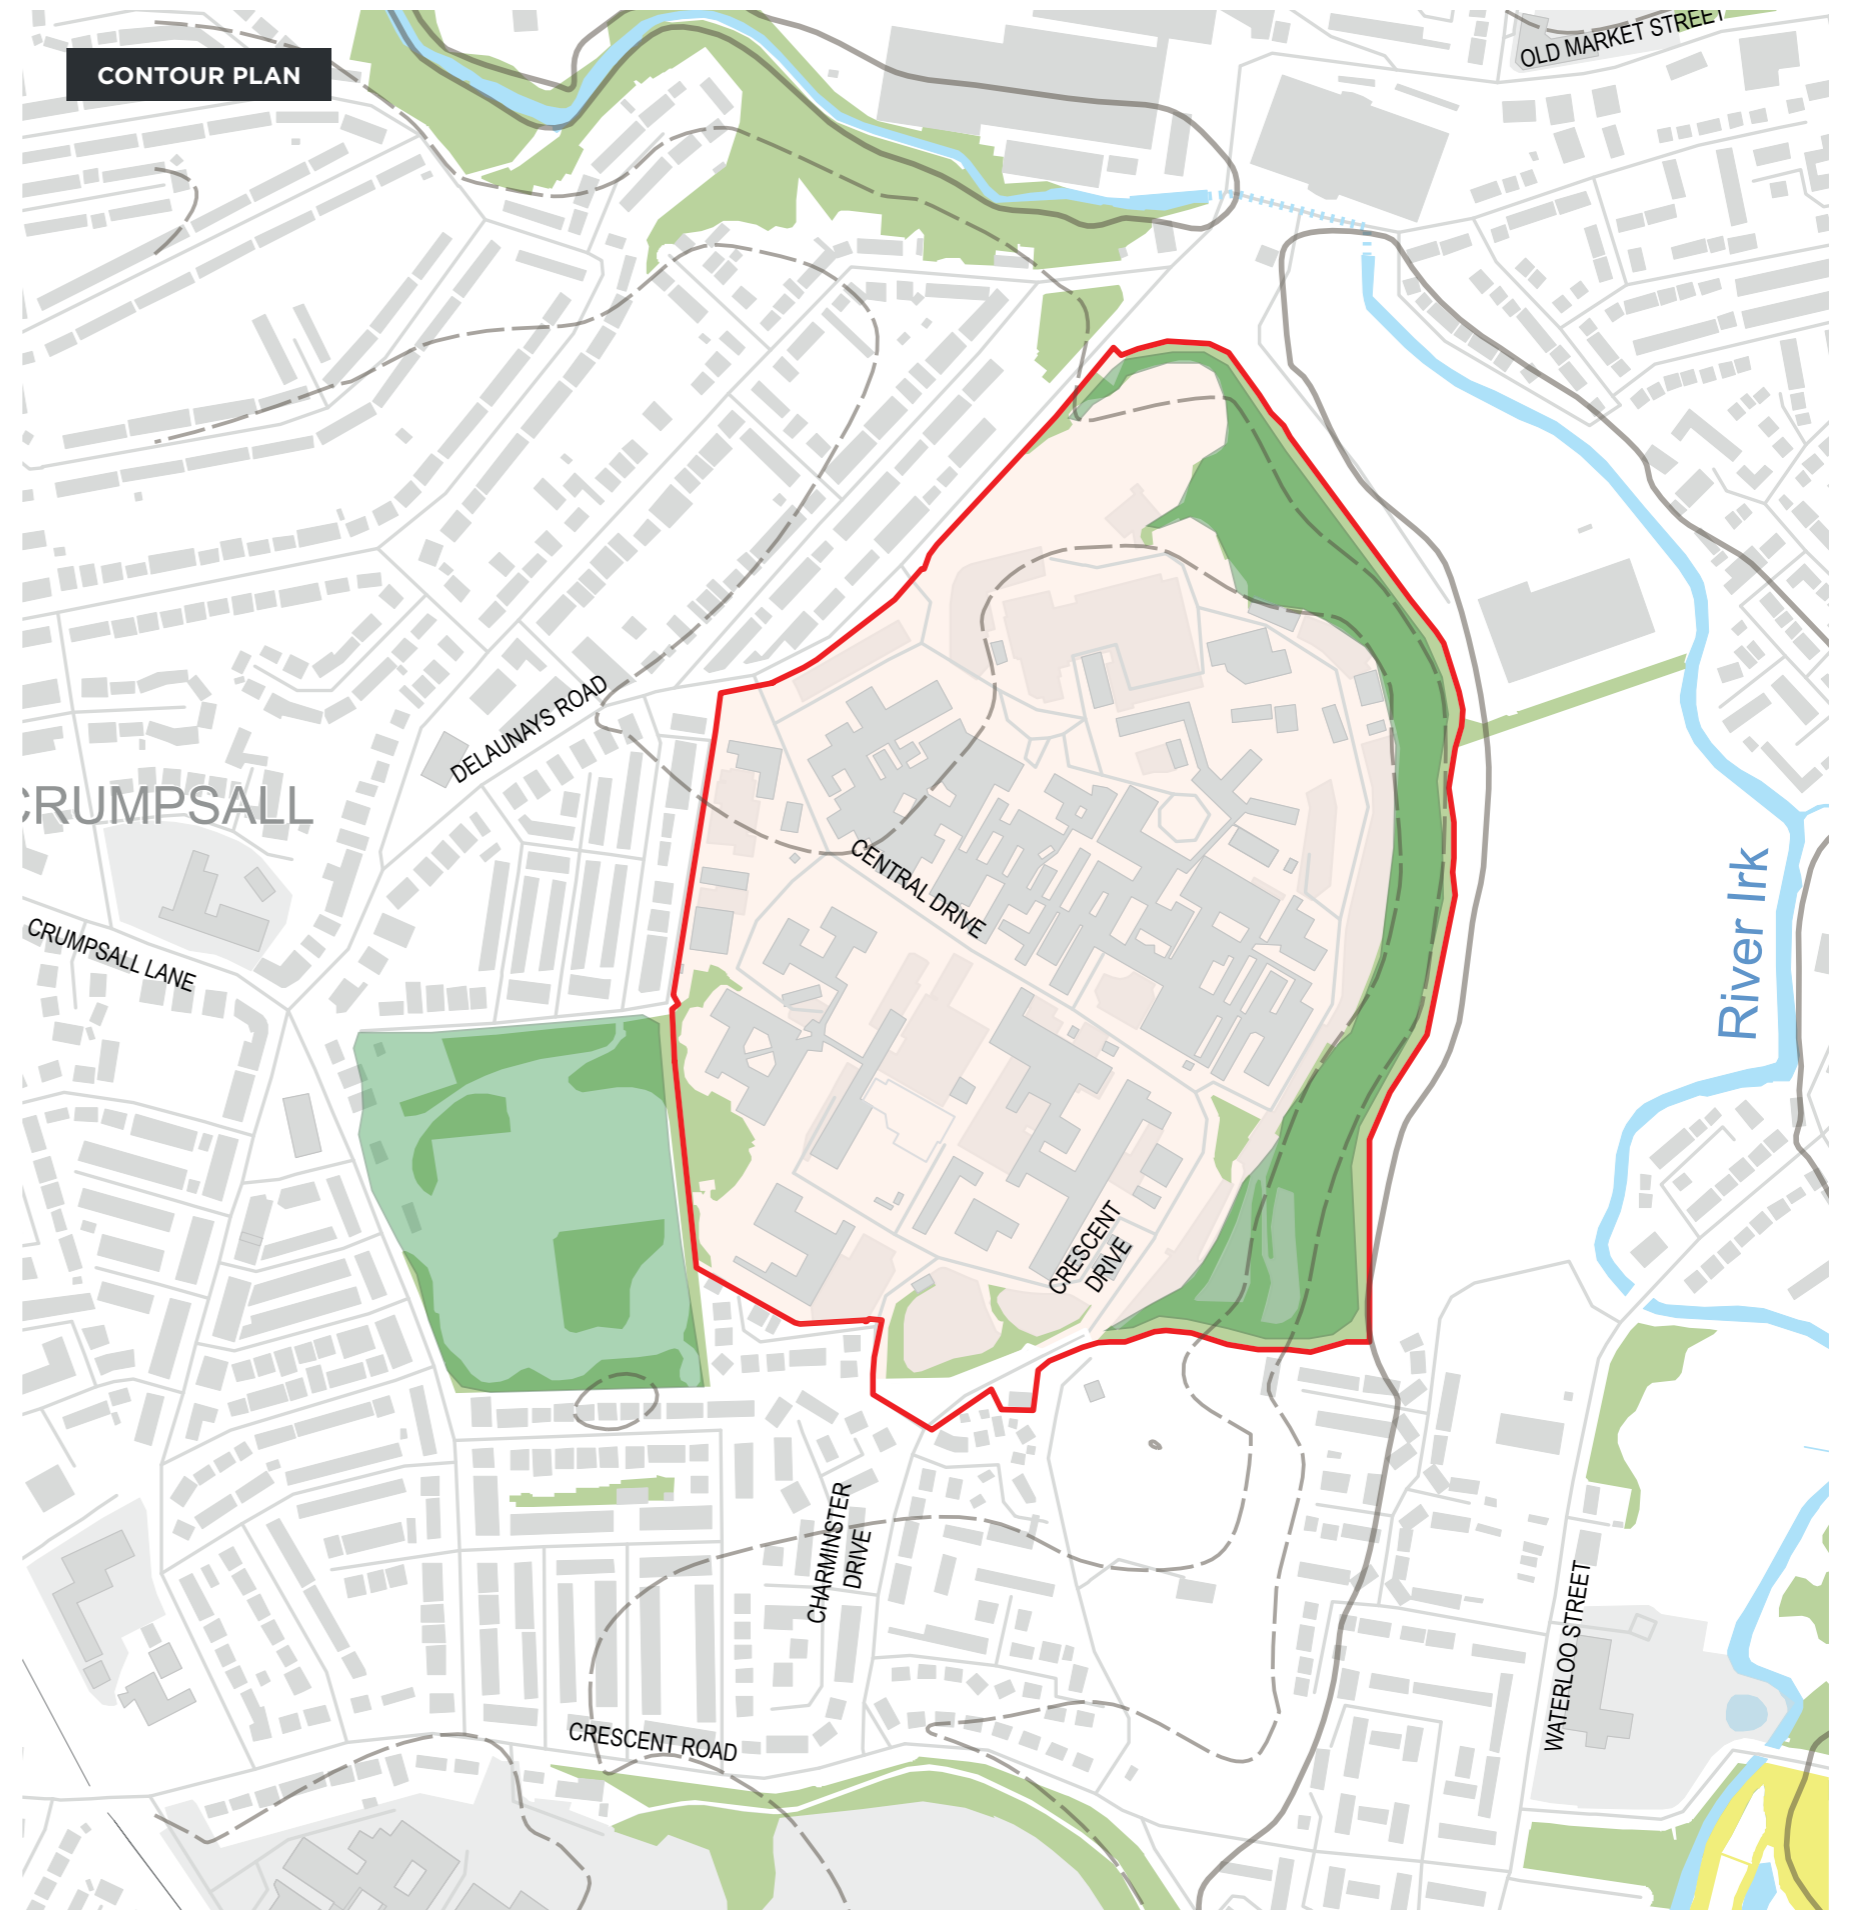 OLD MARKET STREET
CONTOUR PLAN
DELAUNAYS ROAD
CRUMPSALL
CENTRAL DRIVE
River Irk
CRUMPSALL LANE
CRESCENT
DRIVE
CHARMINSTER
DRIVE
WATERLOO STREET
CRESCENT ROAD